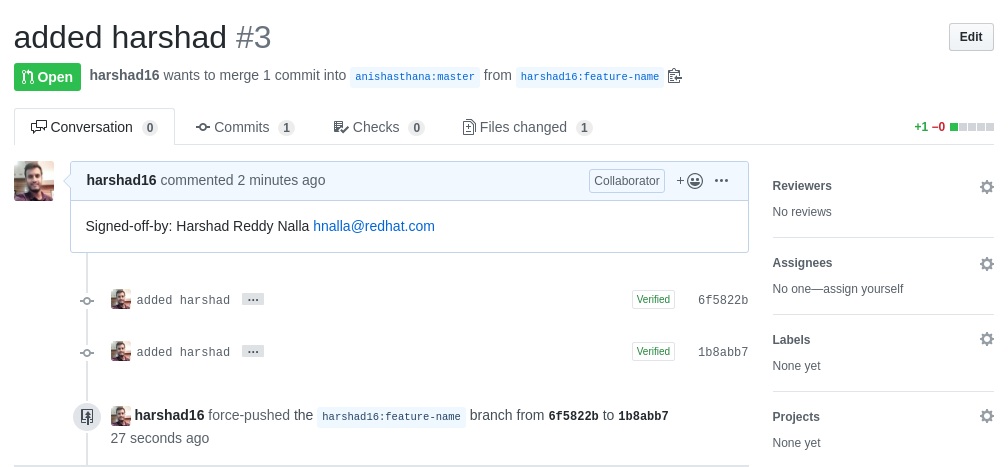 added harshad #3
Edit
Open harshad16 wants to merge 1 commit into anishasthana:master from harshad16:feature-name
Conversation 0 Commits 1 Checks 0 Files changed 1 +1 −0
harshad16 commented 2 minutes ago Collaborator + ...
Signed-off-by: Harshad Reddy Nalla hnalla@redhat.com
added harshad ... Verified 6f5822b
added harshad ... Verified 1b8abb7
harshad16 force-pushed the harshad16:feature-name branch from 6f5822b to 1b8abb7
27 seconds ago
Reviewers
No reviews
Assignees
No one—assign yourself
Labels
None yet
Projects
None yet